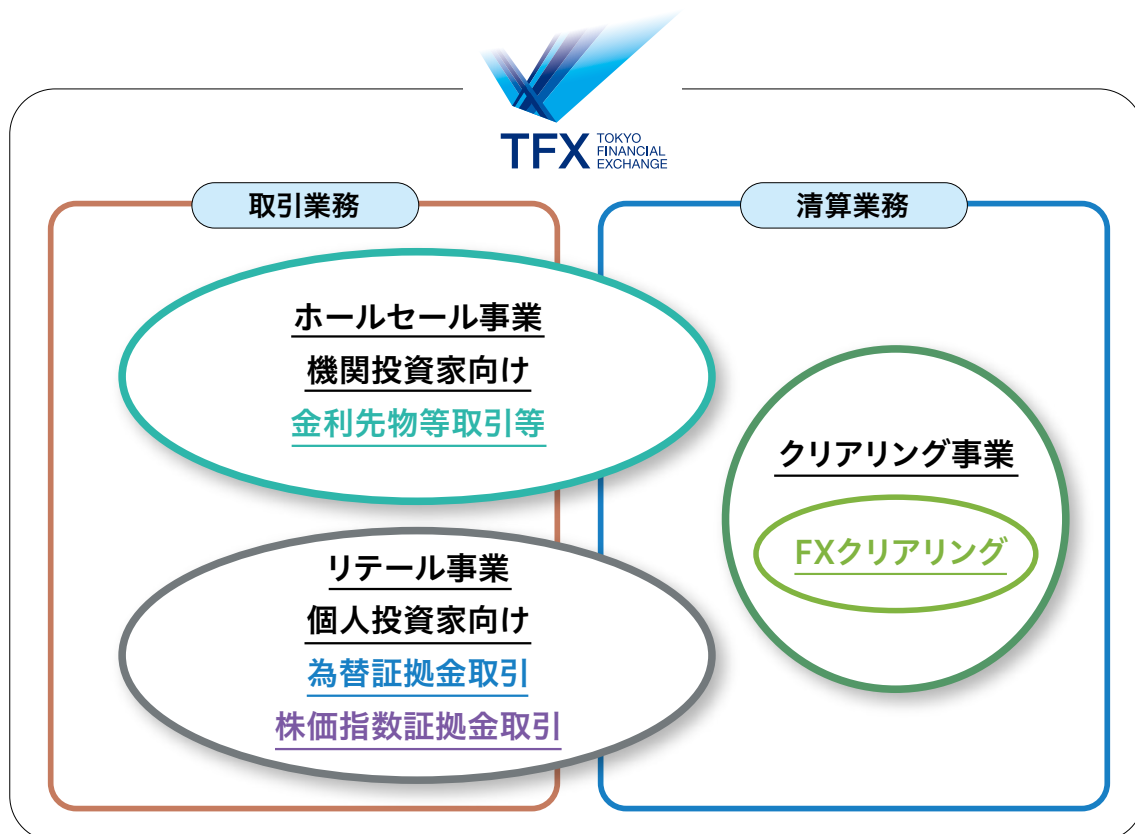 TFX
TOKYO
FINANCIAL
EXCHANGE
取引業務
ホールセール事業
機関投資家向け
金利先物等取引等
リテール事業
個人投資家向け
為替証拠金取引
株価指数証拠金取引
清算業務
クリアリング事業
FXクリアリング